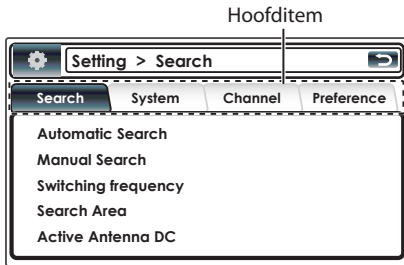 Hoofditem
Setting > Search
Search System Channel Preference
Automatic Search
Manual Search
Switching frequency
Search Area
Active Antenna DC